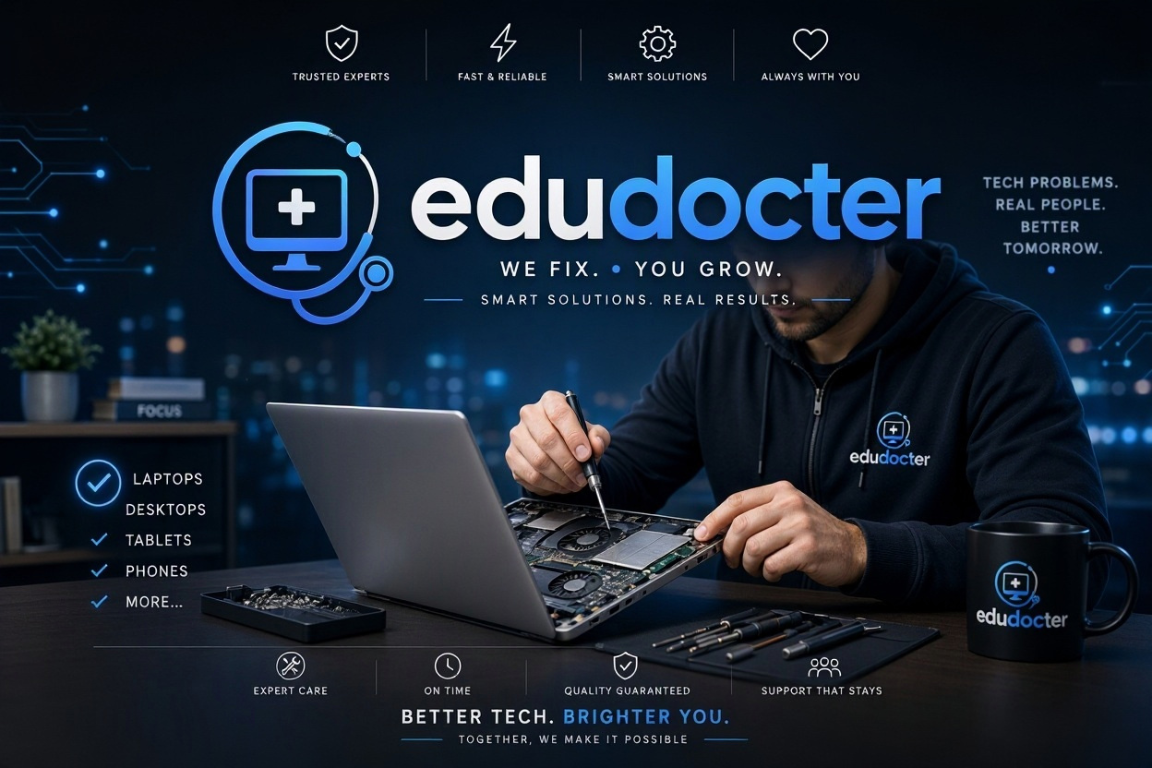 TRUSTED EXPERTS
FAST & RELIABLE
SMART SOLUTIONS
ALWAYS WITH YOU
edudocter
WE FIX. • YOU GROW.
SMART SOLUTIONS. REAL RESULTS.
TECH PROBLEMS.
REAL PEOPLE.
BETTER
TOMORROW.
FOCUS
LAPTOPS
DESKTOPS
TABLETS
PHONES
MORE...
edudocter
edudocter
EXPERT CARE
ON TIME
QUALITY GUARANTEED
SUPPORT THAT STAYS
BETTER TECH. BRIGHTER YOU.
TOGETHER, WE MAKE IT POSSIBLE